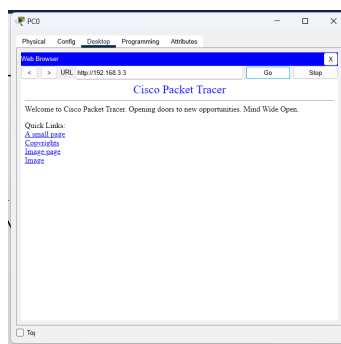 PC0
Physical Config Desktop Programming Attributes
Web Browser X
< > URL http://192.168.3.3 Go Stop
Cisco Packet Tracer
Welcome to Cisco Packet Tracer. Opening doors to new opportunities. Mind Wide Open.
Quick Links:
A small page
Copyrights
Image page
Image